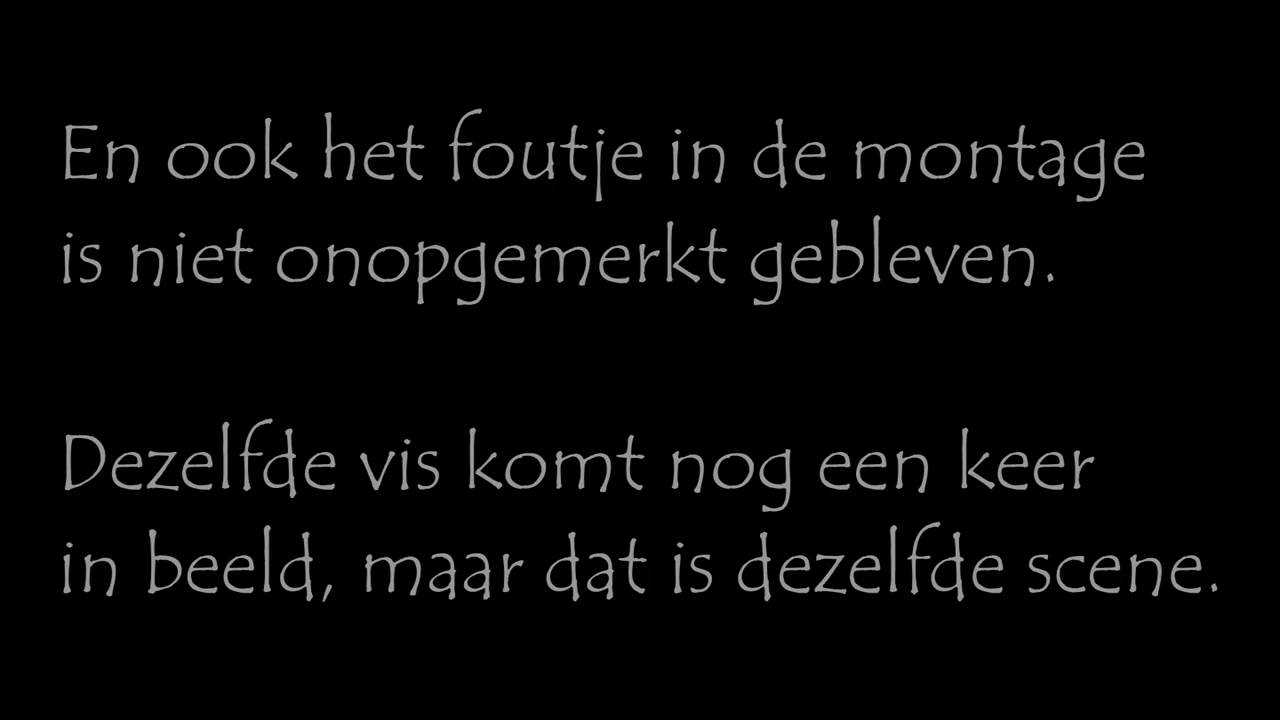 En ook het foutje in de montage
is niet onopgemerkt gebleven.
Dezelfde vis komt nog een keer
in beeld, maar dat is dezelfde scene.